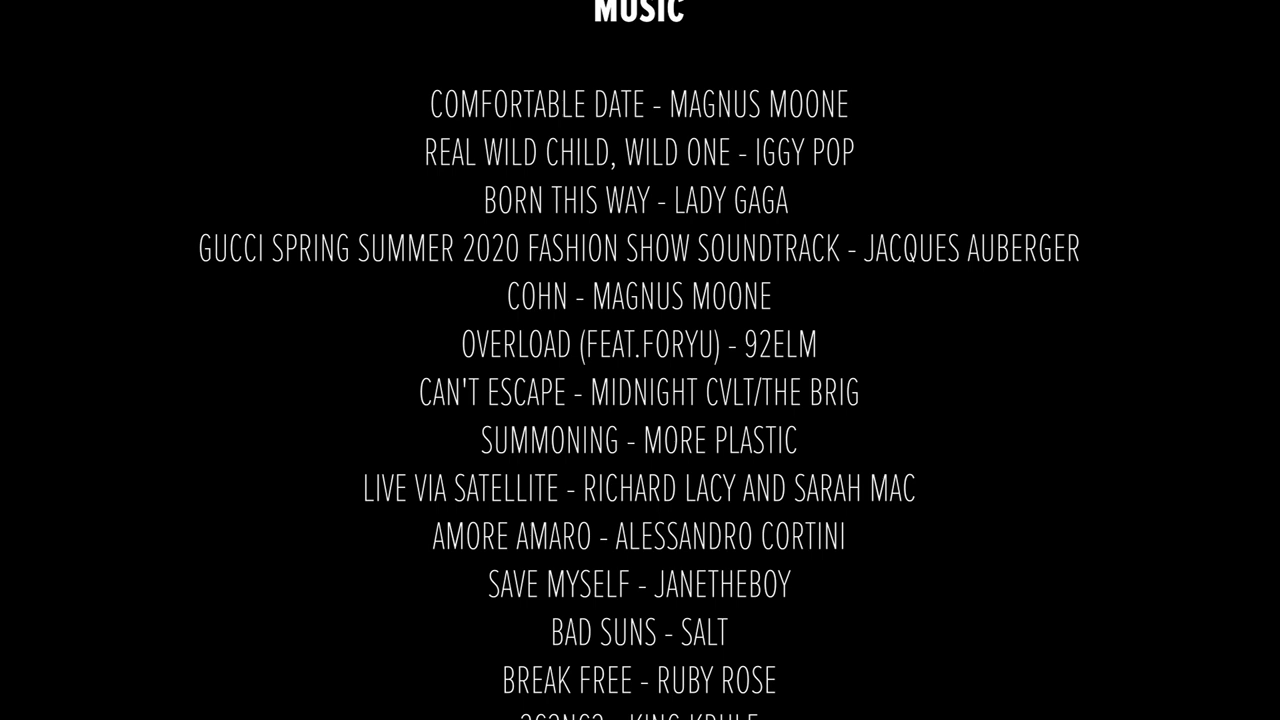 MUSIC
COMFORTABLE DATE - MAGNUS MOONE
REAL WILD CHILD, WILD ONE - IGGY POP
BORN THIS WAY - LADY GAGA
GUCCI SPRING SUMMER 2020 FASHION SHOW SOUNDTRACK - JACQUES AUBERGER
COHN - MAGNUS MOONE
OVERLOAD (FEAT.FORYU) - 92ELM
CAN'T ESCAPE - MIDNIGHT CVLT/THE BRIG
SUMMONING - MORE PLASTIC
LIVE VIA SATELLITE - RICHARD LACY AND SARAH MAC
AMORE AMARO - ALESSANDRO CORTINI
SAVE MYSELF - JANETHEBOY
BAD SUNS - SALT
BREAK FREE - RUBY ROSE
- KING KRULE